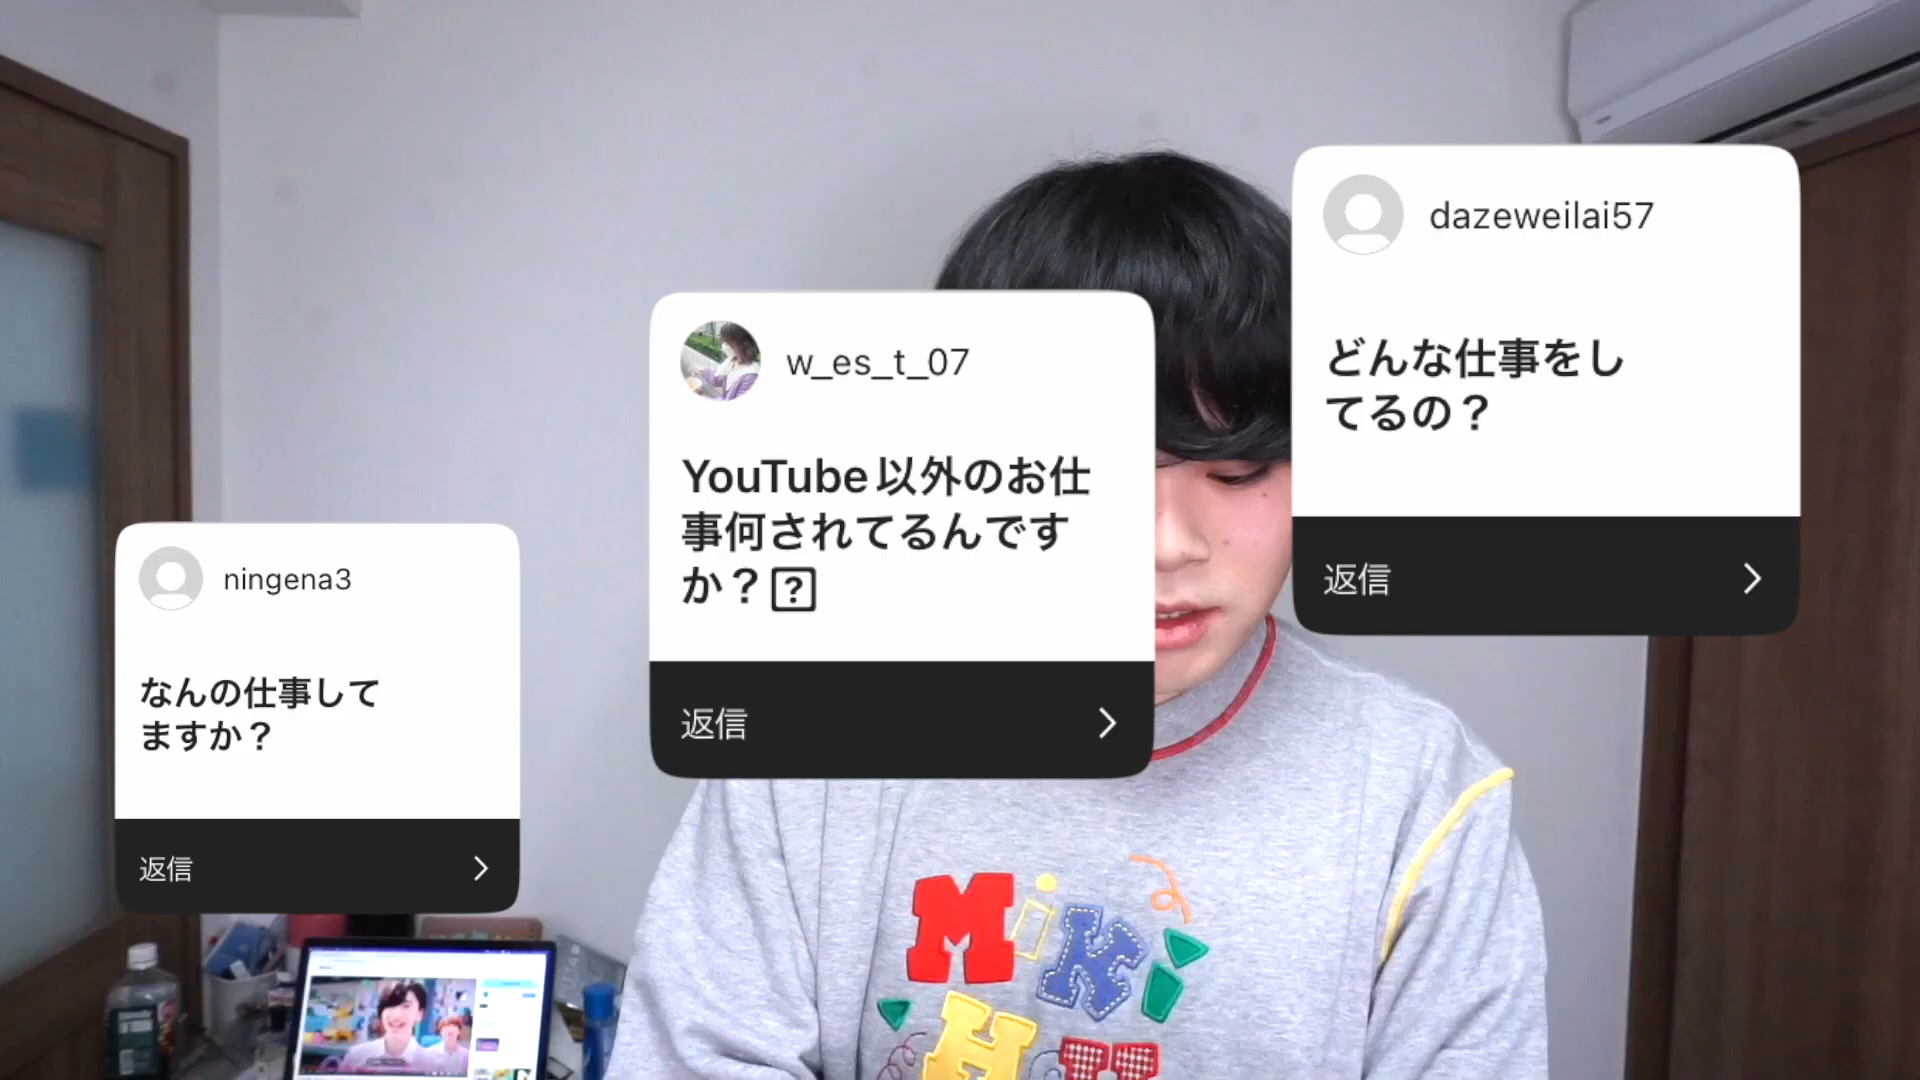 dazeweilai57
どんな仕事をし
てるの？
返信
w_es_t_07
YouTube以外のお仕
事何されてるんです
か？
返信
ningena3
なんの仕事して
ますか？
返信
MiKi